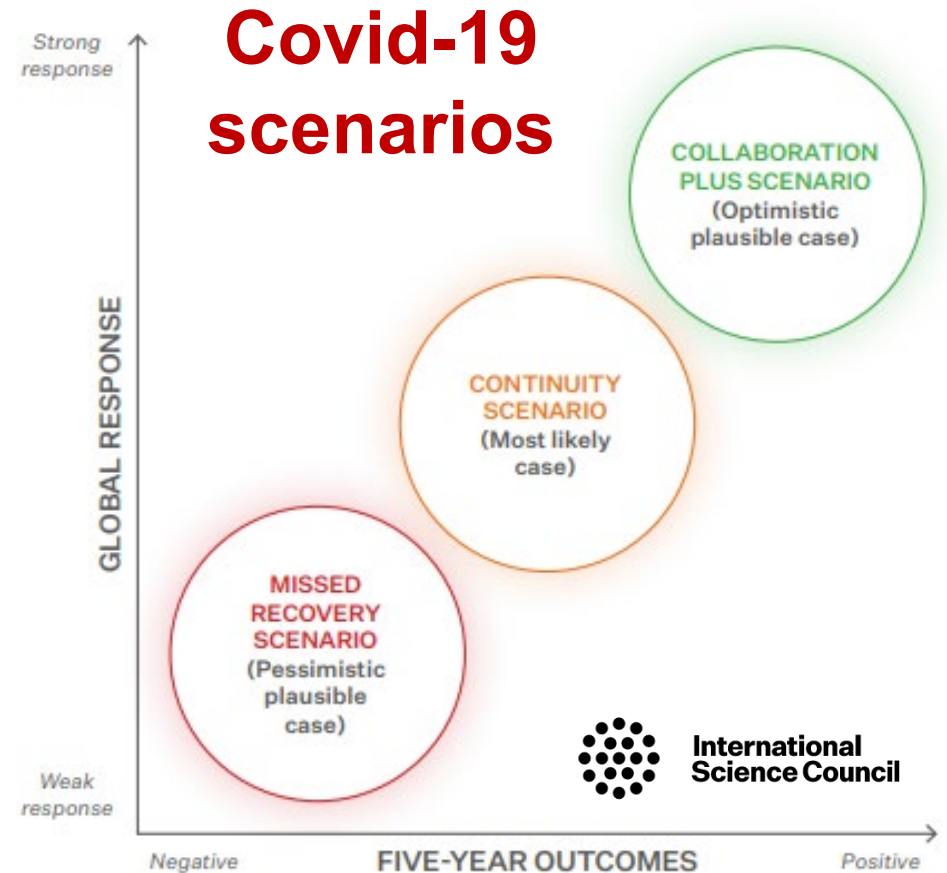 Covid-19
scenarios
Strong
response
GLOBAL RESPONSE
COLLABORATION
PLUS SCENARIO
(Optimistic
plausible case)
CONTINUITY
SCENARIO
(Most likely
case)
MISSED
RECOVERY
SCENARIO
(Pessimistic
plausible
case)
International
Science Council
Weak
response
Negative
FIVE-YEAR OUTCOMES
Positive